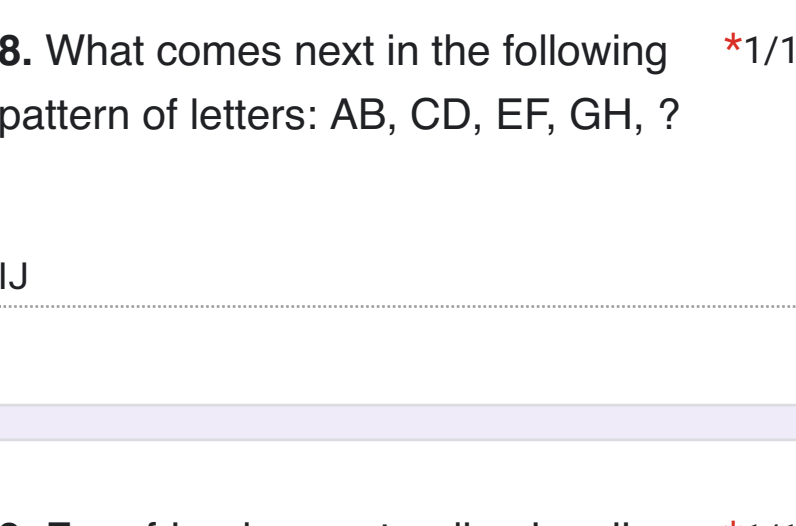 8. What comes next in the following *1/1
pattern of letters: AB, CD, EF, GH, ?
IJ